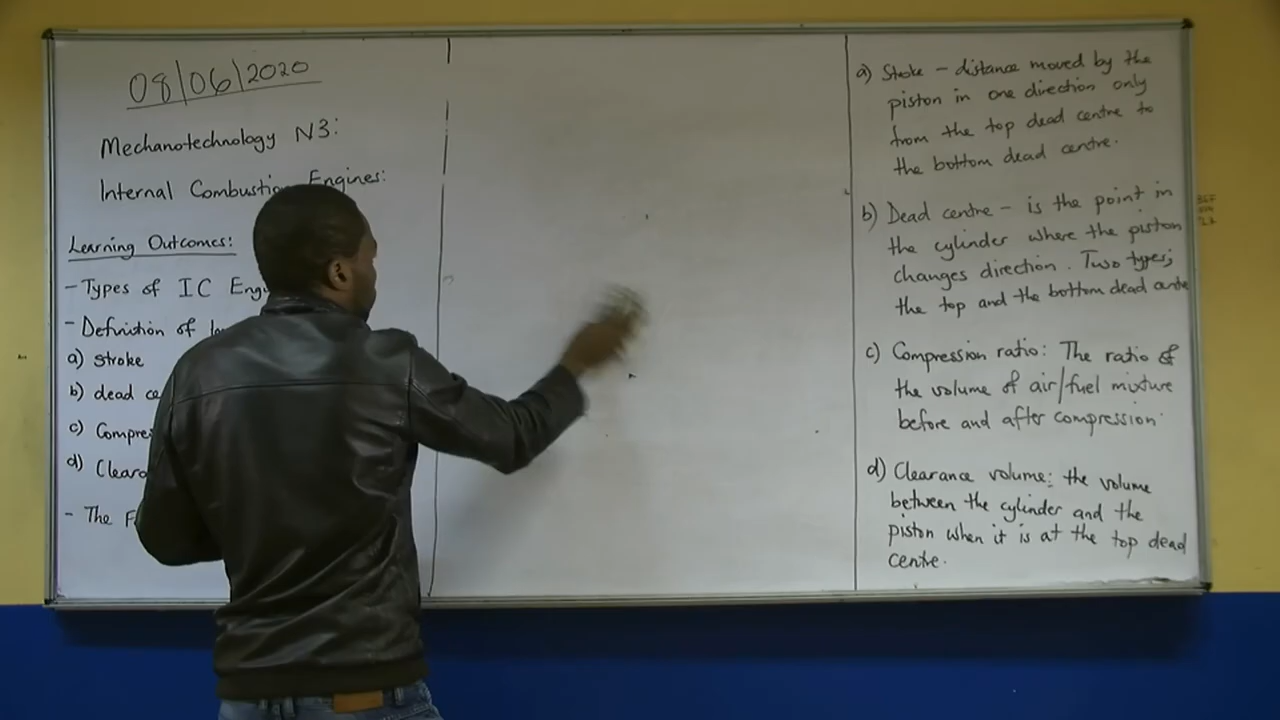 08/06/2020
Mechanotechnology N3:
Internal Combustion Engines:
Learning Outcomes:
- Types of IC Eng
- Definition of
a) Stroke
b) dead ce
c) Compre
d) Cleara
- The F
a) Stroke - distance moved by the
piston in one direction only
from the top dead centre to
the bottom dead centre.
b) Dead centre - is the point in
the cylinder where the piston
changes direction. Two types;
the top and the bottom dead centre
c) Compression ratio: The ratio of
the volume of air/fuel mixture
before and after compression.
d) Clearance volume: the volume
between the cylinder and the
piston when it is at the top dead
centre.